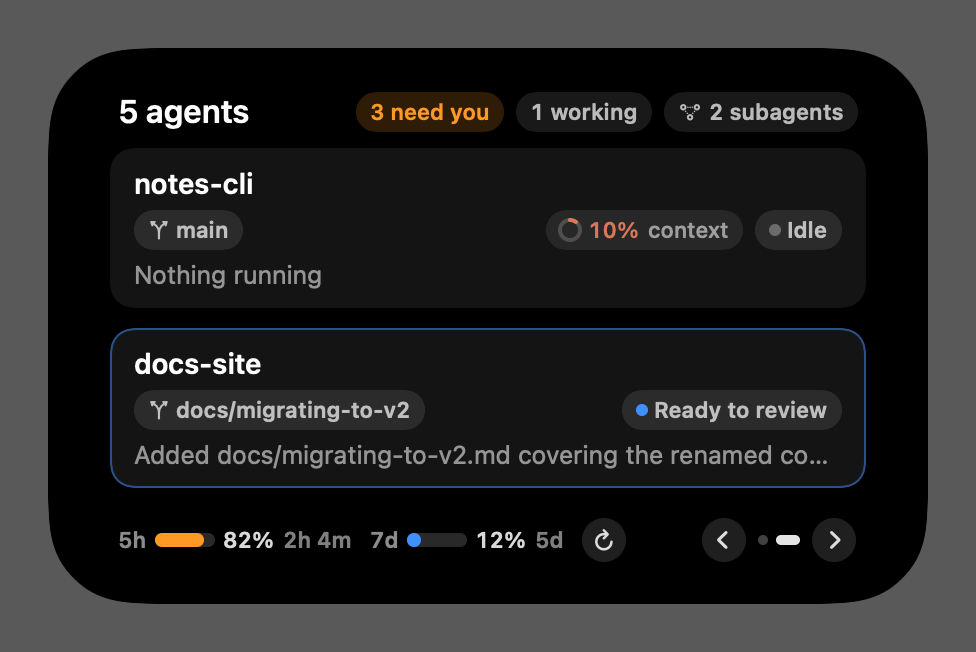 5 agents 3 need you 1 working 2 subagents
notes-cli
main 10% context Idle
Nothing running
docs-site
docs/migrating-to-v2 Ready to review
Added docs/migrating-to-v2.md covering the renamed co...
5h 82% 2h 4m 7d 12% 5d